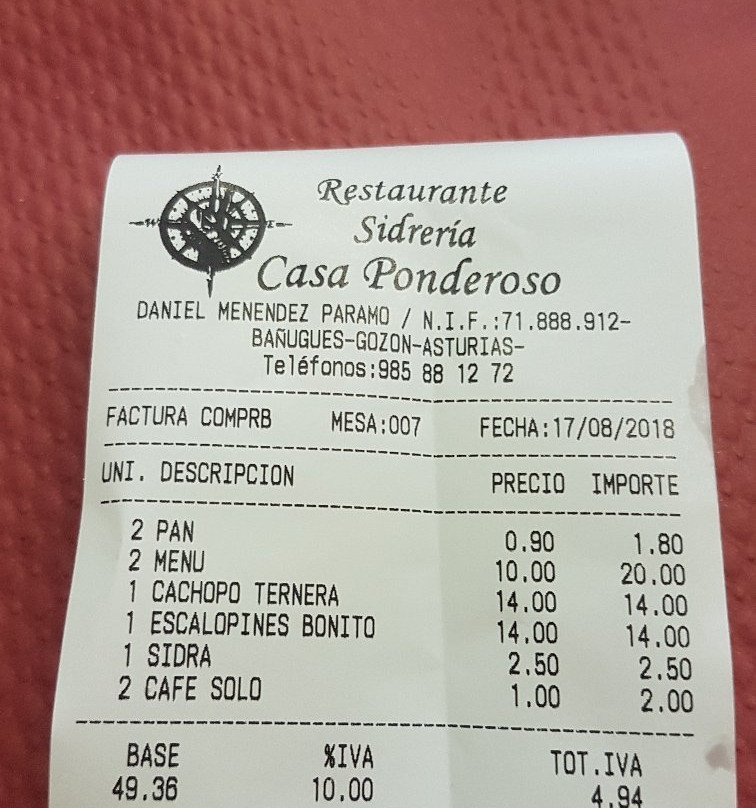 Restaurante
Sidrería
Casa Ponderoso
DANIEL MENENDEZ PARAMO / N.I.F.:71.888.912-
BAÑUGUES-GOZON-ASTURIAS-
Teléfonos:985 88 12 72
FACTURA COMPRB MESA:007 FECHA:17/08/2018
UNI. DESCRIPCION PRECIO IMPORTE
2 PAN 0.90 1.80
2 MENU 10.00 20.00
1 CACHOPO TERNERA 14.00 14.00
1 ESCALOPINES BONITO 14.00 14.00
1 SIDRA 2.50 2.50
2 CAFE SOLO 1.00 2.00
BASE %IVA TOT.IVA
49.36 10.00 4.94